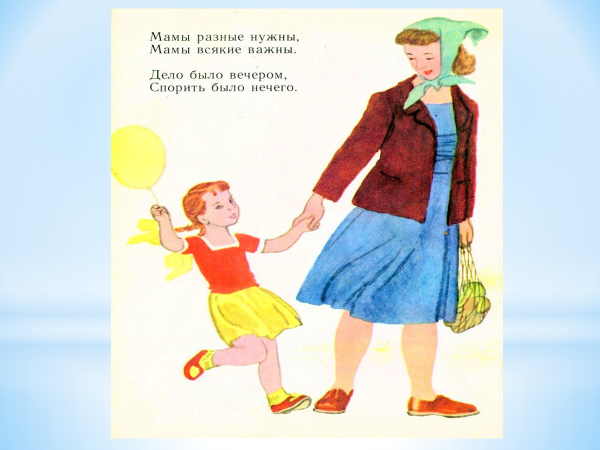 Мамы разные нужны,
Мамы всякие важны.
Дело было вечером,
Спорить было нечего.